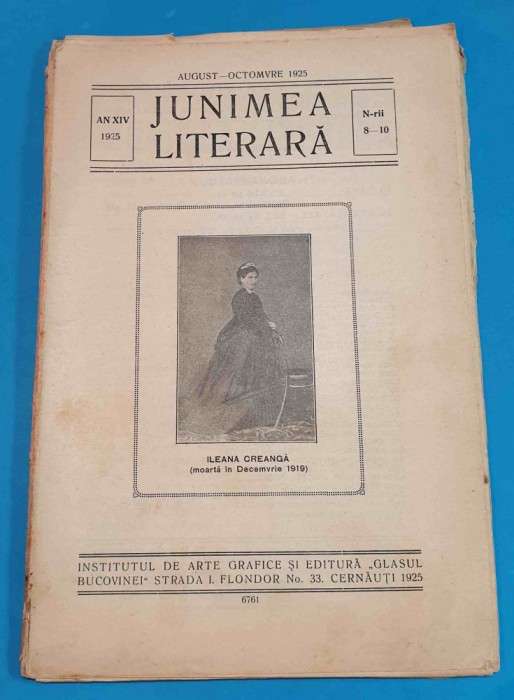 AUGUST—OCTOMVRE 1925
AN XIV
1925
JUNIMEA
LITERARĂ
N-rii
8—10
ILEANA CREANGĂ
(moartă în Decemvrie 1919)
INSTITUTUL DE ARTE GRAFICE ȘI EDITURĂ „GLASUL
BUCOVINEI“ STRADA I. FLONDOR No. 33. CERNĂUȚI 1925
6761